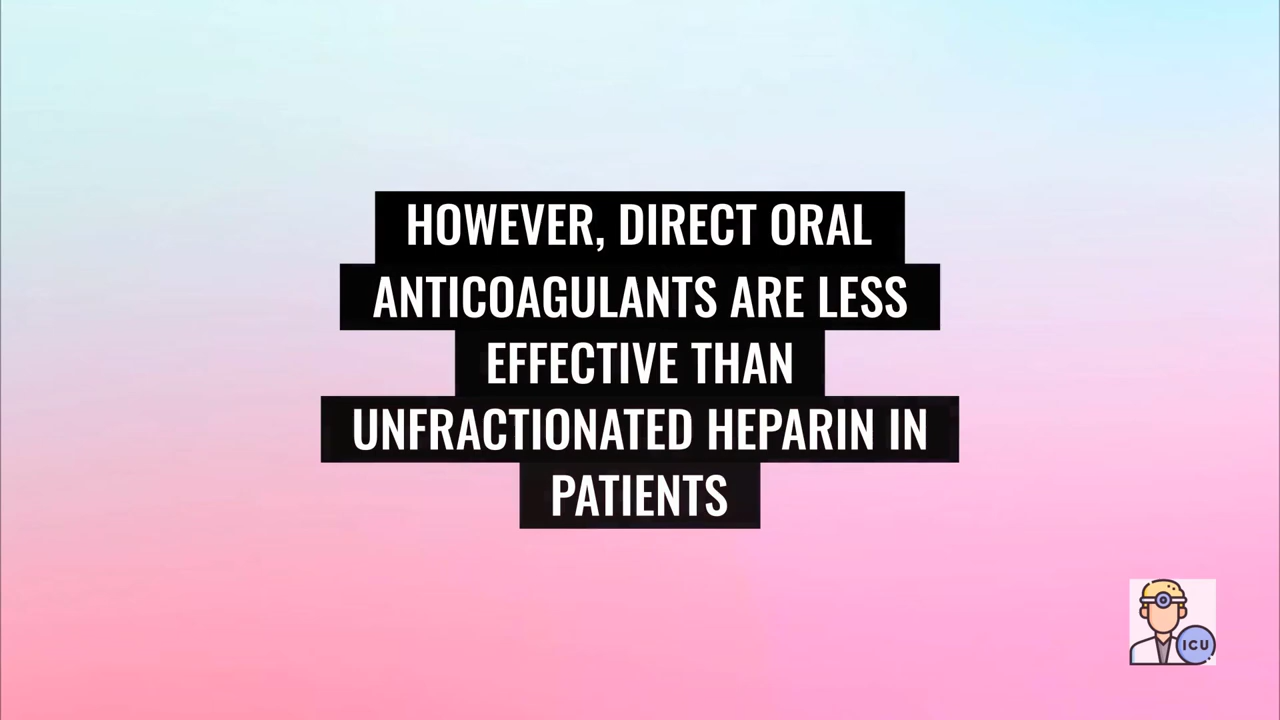 HOWEVER, DIRECT ORAL
ANTICOAGULANTS ARE LESS
EFFECTIVE THAN
UNFRACTIONATED HEPARIN IN
PATIENTS
ICU